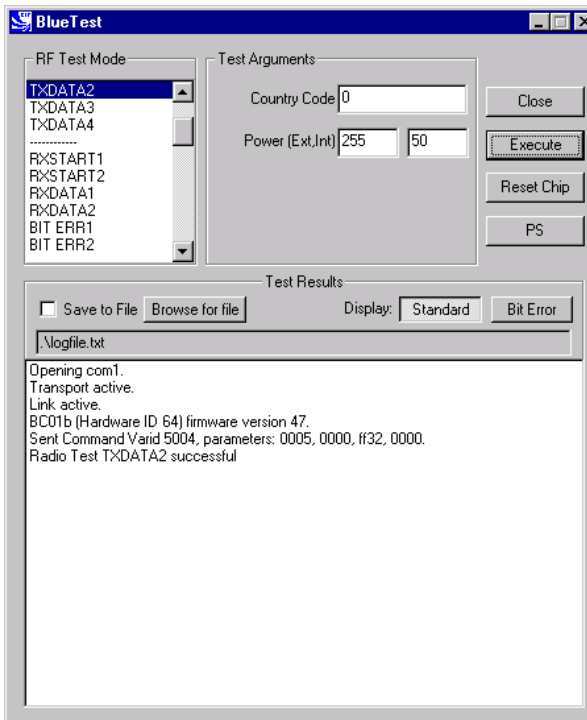 BlueTest
RF Test Mode
TXDATA2
TXDATA3
TXDATA4
------------
RXSTART1
RXSTART2
RXDATA1
RXDATA2
BIT ERR1
BIT ERR2
Test Arguments
Country Code 0
Power (Ext,Int) 255 50
Close
Execute
Reset Chip
PS
Test Results
Save to File Browse for file Display: Standard Bit Error
.\logfile.txt
Opening com1.
Transport active.
Link active.
BC01b (Hardware ID 64) firmware version 47.
Sent Command Varid 5004, parameters: 0005, 0000, ff32, 0000.
Radio Test TXDATA2 successful